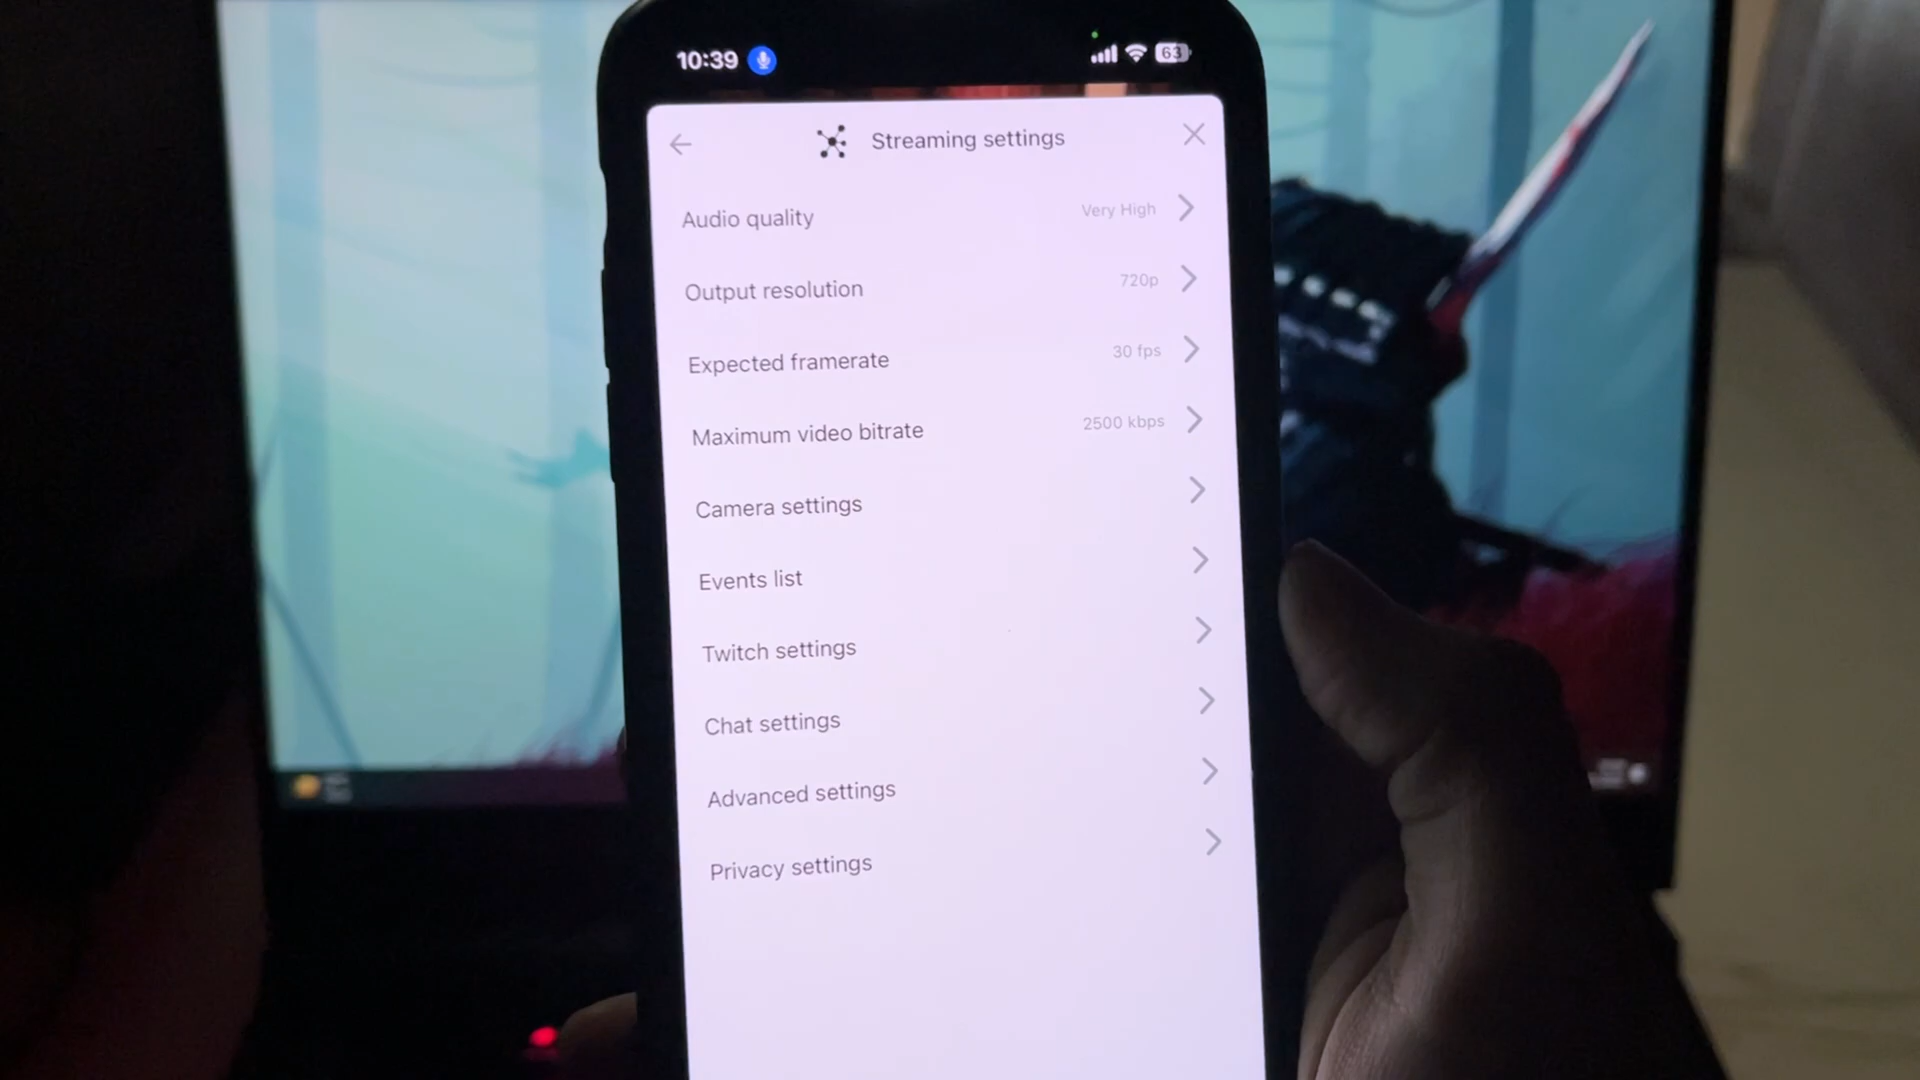 10:39
63
Streaming settings
Audio quality Very High
Output resolution 720p
Expected framerate 30 fps
Maximum video bitrate 2500 kbps
Camera settings
Events list
Twitch settings
Chat settings
Advanced settings
Privacy settings